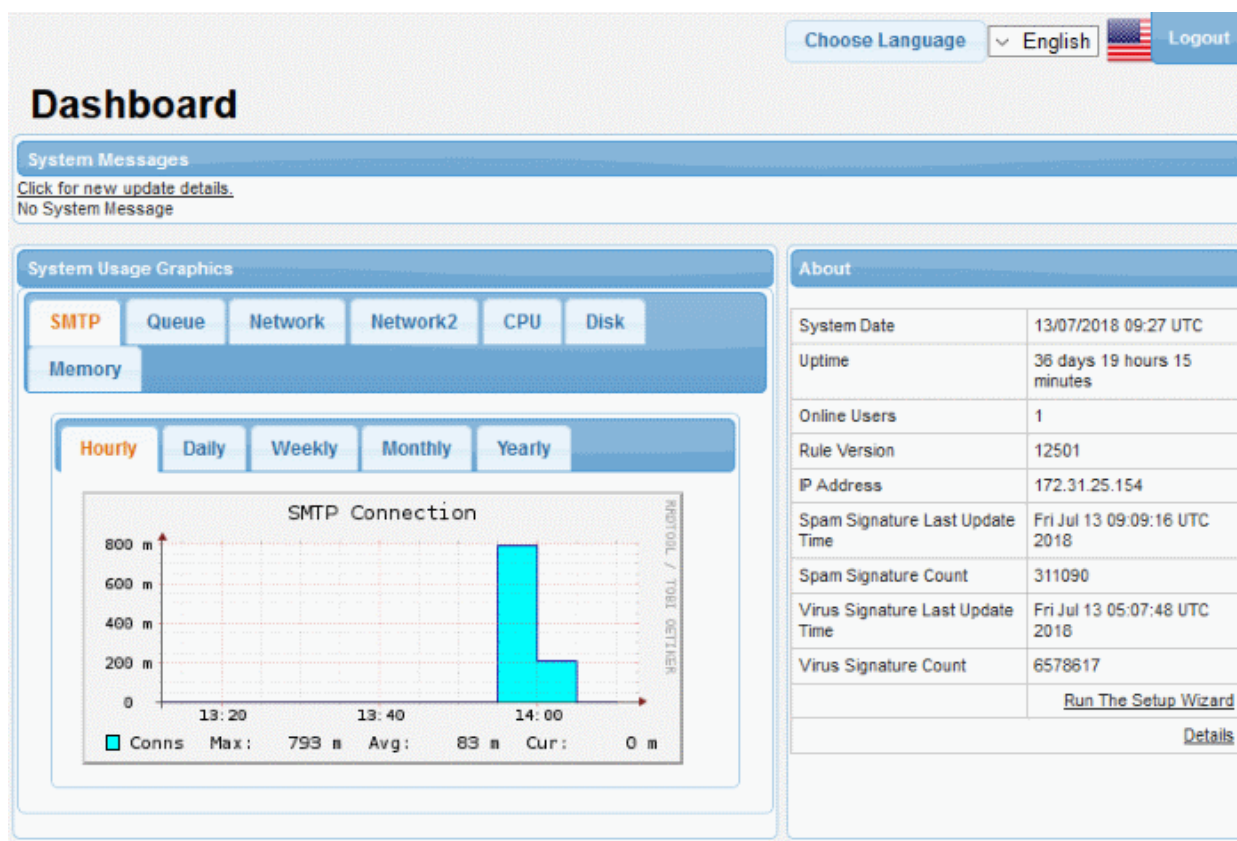 Choose Language
English
Logout
Dashboard
System Messages
Click for new update details.
No System Message
System Usage Graphics
SMTP
Queue
Network
Network2
CPU
Disk
Memory
Hourly
Daily
Weekly
Monthly
Yearly
SMTP Connection
800 m
600 m
400 m
200 m
0
13:20
13:40
14:00
Conns Max: 793 m Avg: 83 m Cur: 0 m
RRDTOOL / TOBI OETIKER
About
System Date 13/07/2018 09:27 UTC
Uptime 36 days 19 hours 15
minutes
Online Users 1
Rule Version 12501
IP Address 172.31.25.154
Spam Signature Last Update Fri Jul 13 09:09:16 UTC
Time 2018
Spam Signature Count 311090
Virus Signature Last Update Fri Jul 13 05:07:48 UTC
Time 2018
Virus Signature Count 6578617
Run The Setup Wizard
Details